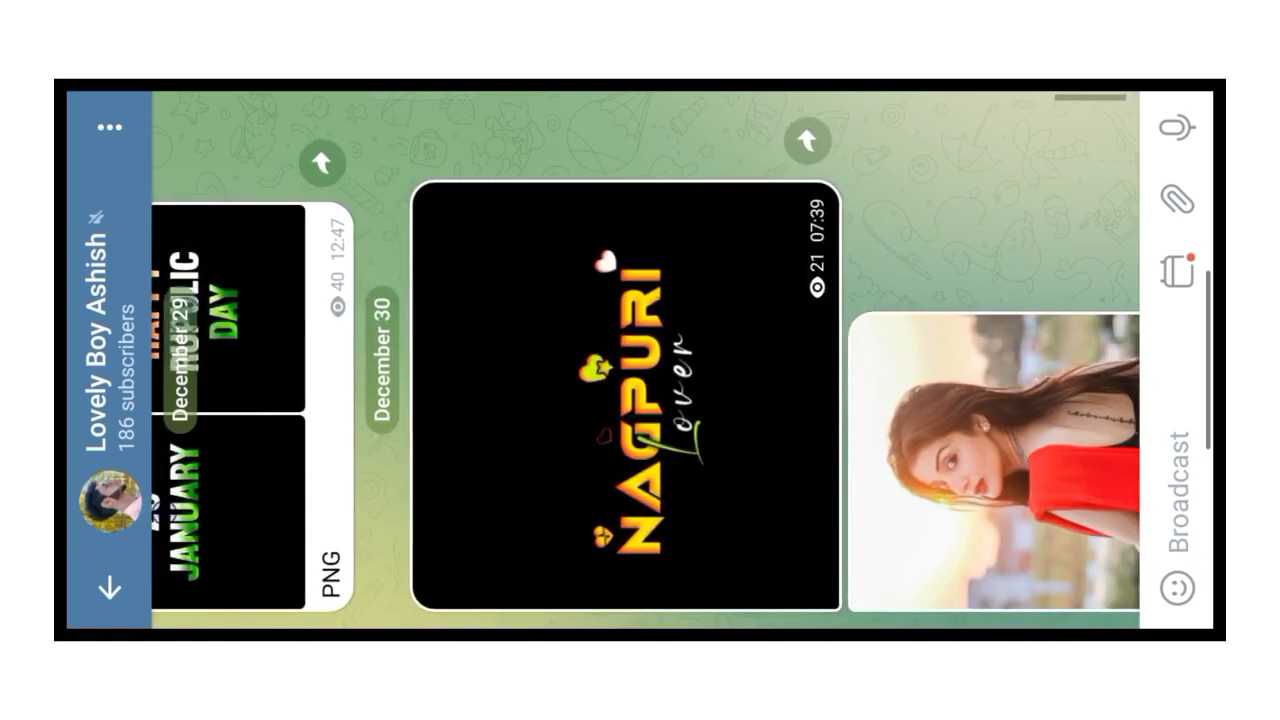 Lovely Boy Ashish
186 subscribers
JANUARY
DAY
December 29
PNG
40 12:47
December 30
NAGPURI
Lover
21 07:39
Broadcast